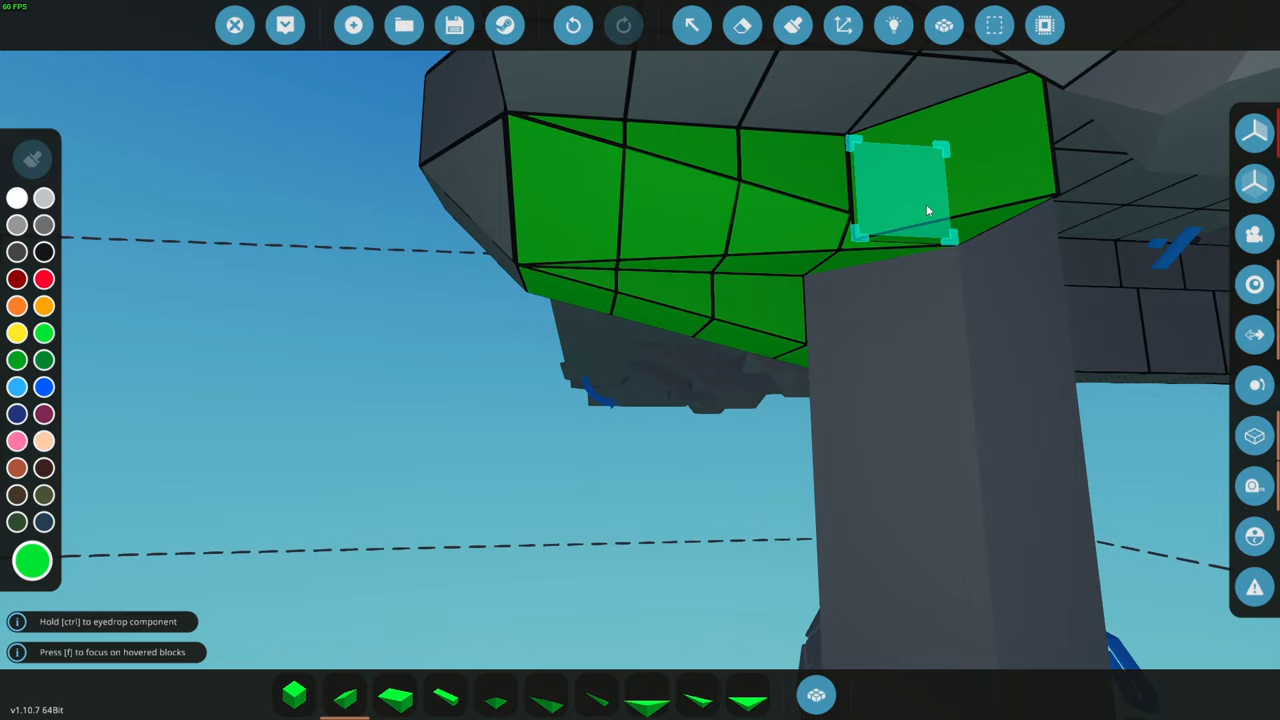 60 FPS
Hold [ctrl] to eyedrop component
Press [f] to focus on hovered blocks
v1.10.7 64Bit